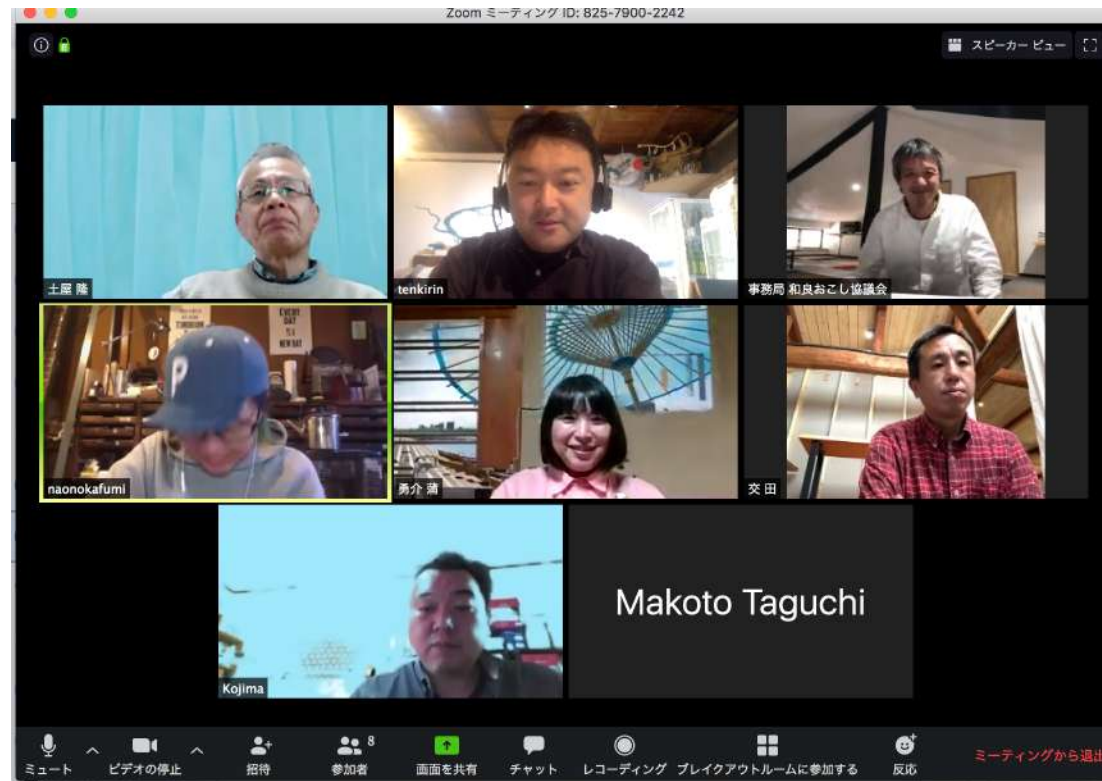 Zoom ミーティング ID: 825-7900-2242
スピーカー ビュー
土屋 隆
tenkirin
事務局 和良おこし協議会
EVERY
DAY
IS A
NEW DAY
P
naonokafumi
勇介 蒲
交 田
Kojima
Makoto Taguchi
8
ミュート
ビデオの停止
招待
参加者
画面を共有
チャット
レコーディング
ブレイクアウトルームに参加する
反応
ミーティングから退出